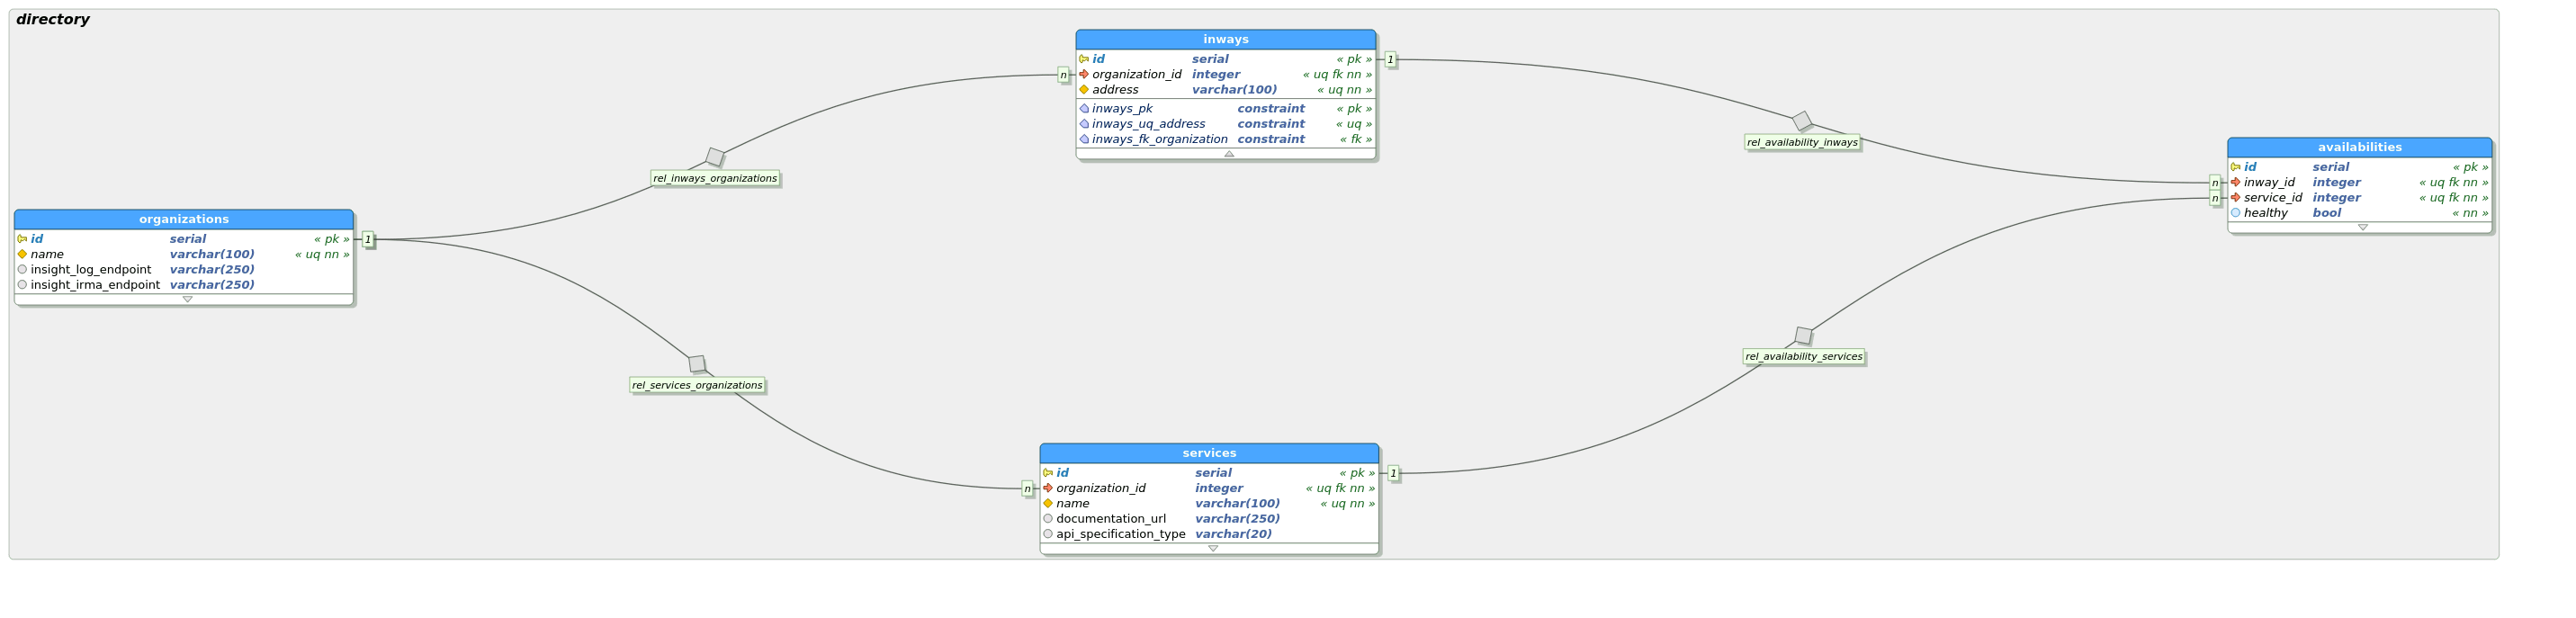 directory
inways
id serial « pk »
organization_id integer « uq fk nn »
address varchar(100) « uq nn »
inways_pk constraint « pk »
inways_uq_address constraint « uq »
inways_fk_organization constraint « fk »
n
1
rel_inways_organizations
rel_availability_inways
availabilities
id serial « pk »
inway_id integer « uq fk nn »
service_id integer « uq fk nn »
healthy bool « nn »
n
n
organizations
id serial « pk »
name varchar(100) « uq nn »
insight_log_endpoint varchar(250)
insight_irma_endpoint varchar(250)
1
rel_services_organizations
rel_availability_services
services
id serial « pk »
organization_id integer « uq fk nn »
name varchar(100) « uq nn »
documentation_url varchar(250)
api_specification_type varchar(20)
n
1